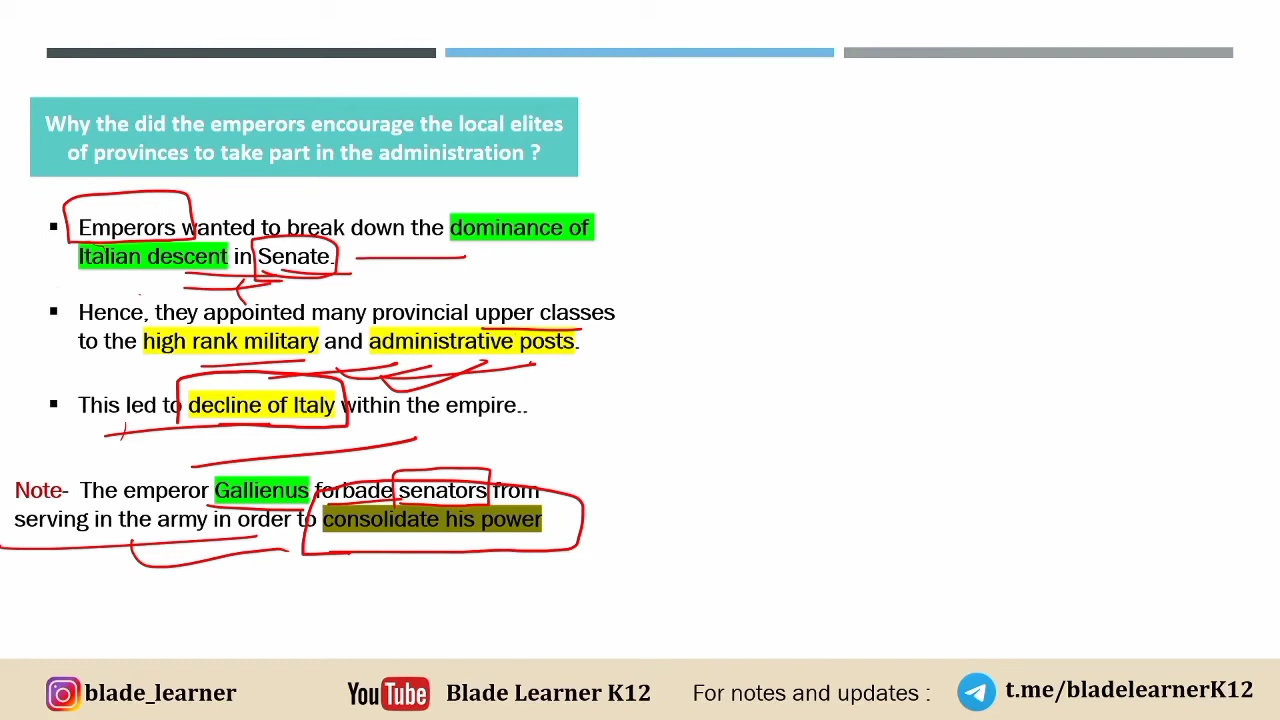 Why the did the emperors encourage the local elites
of provinces to take part in the administration ?
▪ Emperors wanted to break down the dominance of
Italian descent in Senate.
▪ Hence, they appointed many provincial upper classes
to the high rank military and administrative posts.
▪ This led to decline of Italy within the empire..
Note- The emperor Gallienus forbade senators from
serving in the army in order to consolidate his power
blade_learner YouTube Blade Learner K12 For notes and updates : t.me/bladelearnerK12